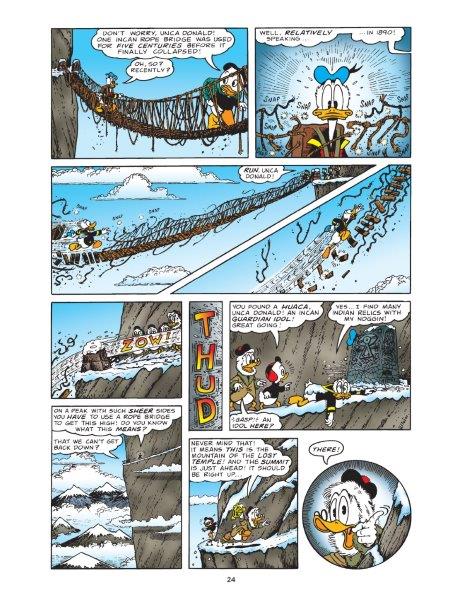 DON'T WORRY, UNCA DONALD!
ONE INCAN ROPE BRIDGE WAS USED
FOR FIVE CENTURIES BEFORE IT
FINALLY COLLAPSED!
OH, SO?
RECENTLY?
WELL, RELATIVELY
SPEAKING...
...IN 1890!
SNAP
SNAP
SNAP
SNAP
SNAP
RUN, UNCA
DONALD!
SNAP
SNAP
SNAP
ZOW!
THUD
YOU FOUND A HUACA,
UNCA DONALD! AN INCAN
GUARDIAN IDOL!
GREAT GOING!
YES... I FIND MANY
INDIAN RELICS WITH
MY NOGGIN!
(GASP!) AN
IDOL HERE?
ON A PEAK WITH SUCH SHEER SIDES
YOU HAVE TO USE A ROPE BRIDGE
TO GET THIS HIGH! DO YOU KNOW
WHAT THIS MEANS?
THAT WE CAN'T GET
BACK DOWN?
NEVER MIND THAT!
IT MEANS THIS IS THE
MOUNTAIN OF THE LOST
TEMPLE! AND THE SUMMIT
IS JUST AHEAD! IT SHOULD
BE RIGHT UP...
THERE!
24